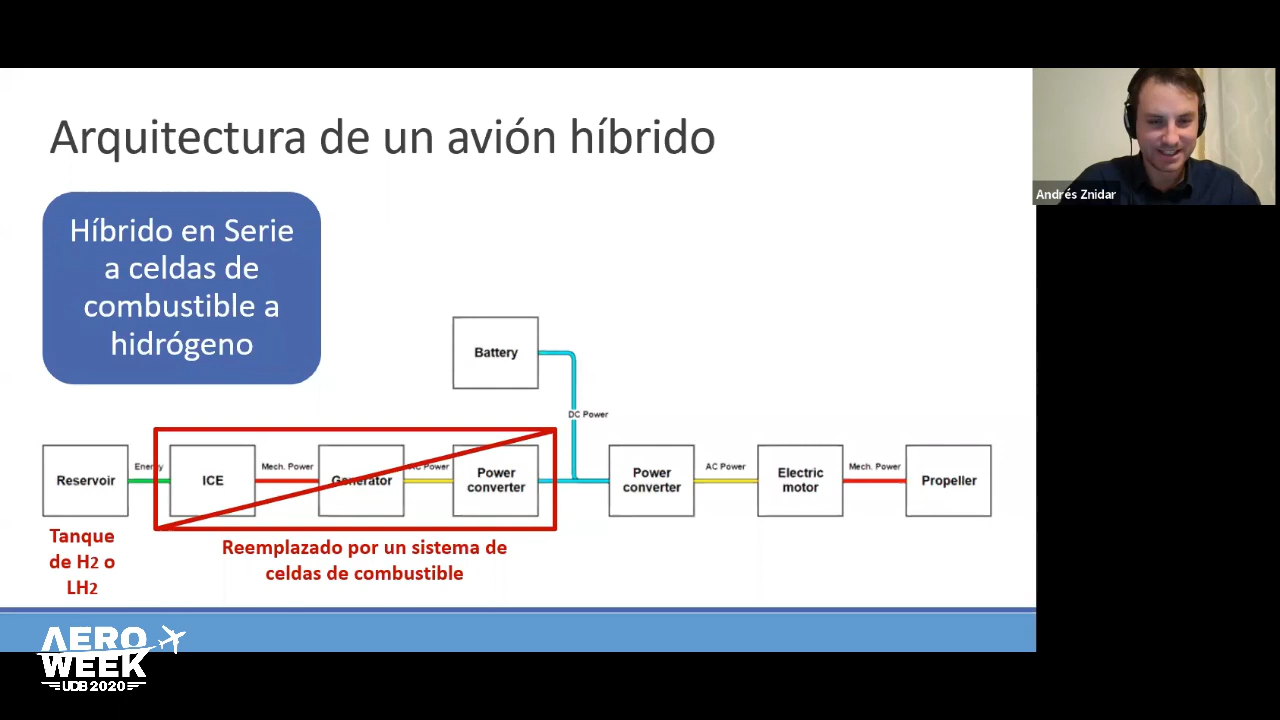 Arquitectura de un avión híbrido
Híbrido en Serie
a celdas de
combustible a
hidrógeno
Andrés Znidar
Battery
DC Power
Reservoir
Energy
ICE
Mech. Power
Generator
AC Power
Power
converter
Power
converter
AC Power
Electric
motor
Mech. Power
Propeller
Tanque
de H2 o
LH2
Reemplazado por un sistema de
celdas de combustible
AERO
WEEK
UDB 2020